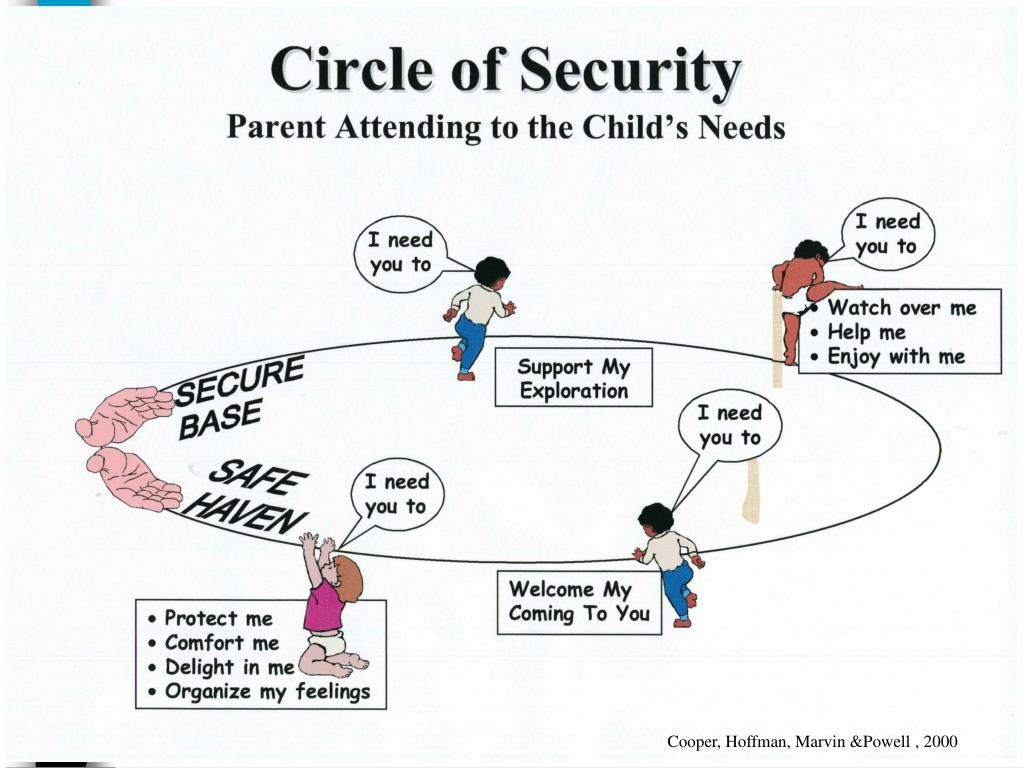 Circle of Security
Parent Attending to the Child's Needs
I need
you to
I need
you to
• Watch over me
• Help me
• Enjoy with me
Support My
Exploration
SECURE
BASE
I need
you to
SAFE
HAVEN
I need
you to
Welcome My
Coming To You
• Protect me
• Comfort me
• Delight in me
• Organize my feelings
Cooper, Hoffman, Marvin &Powell , 2000